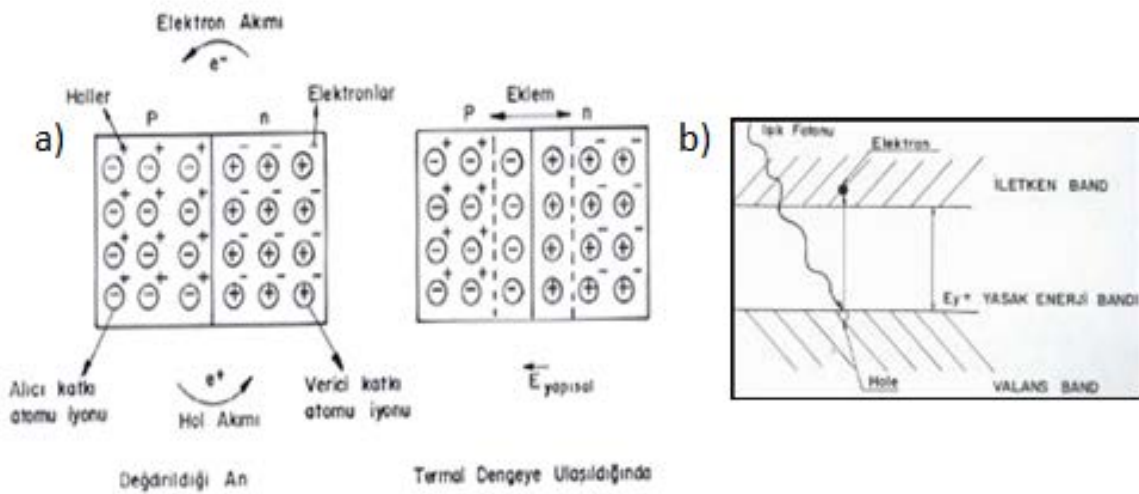 Elektron Akımı
e⁻
Holler
P
n
Elektronlar
a)
Alıcı katkı
atomu iyonu
e⁺
Hol Akımı
Verici katkı
atomu iyonu
Değdirildiği An
P
Eklem
n
E yapısal
Termal Dengeye Ulaşıldığında
b)
Işık Fotonu
Elektron
İLETKEN BAND
Ey+ YASAK ENERJİ BANDI
Hole
VALANS BAND